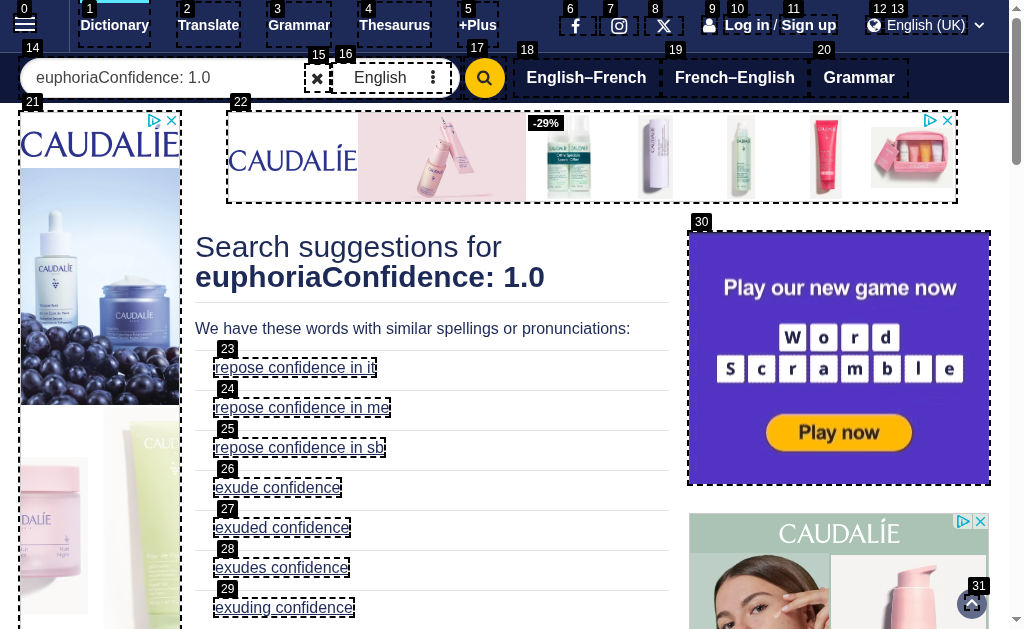 0 1 2 3 4 5 6 7 8 9 10 11 12 13
Dictionary Translate Grammar Thesaurus +Plus Log in / Sign up English (UK)
14 15 16 17 18 19 20
euphoriaConfidence: 1.0 English English–French French–English Grammar
21 22
CAUDALÍE
CAUDALÍE
-29%
30
Search suggestions for
euphoriaConfidence: 1.0
We have these words with similar spellings or pronunciations:
23
repose confidence in it
24
repose confidence in me
25
repose confidence in sb
26
exude confidence
27
exuded confidence
28
exudes confidence
29
exuding confidence
Play our new game now
Word
Scramble
Play now
CAUDALÍE
31